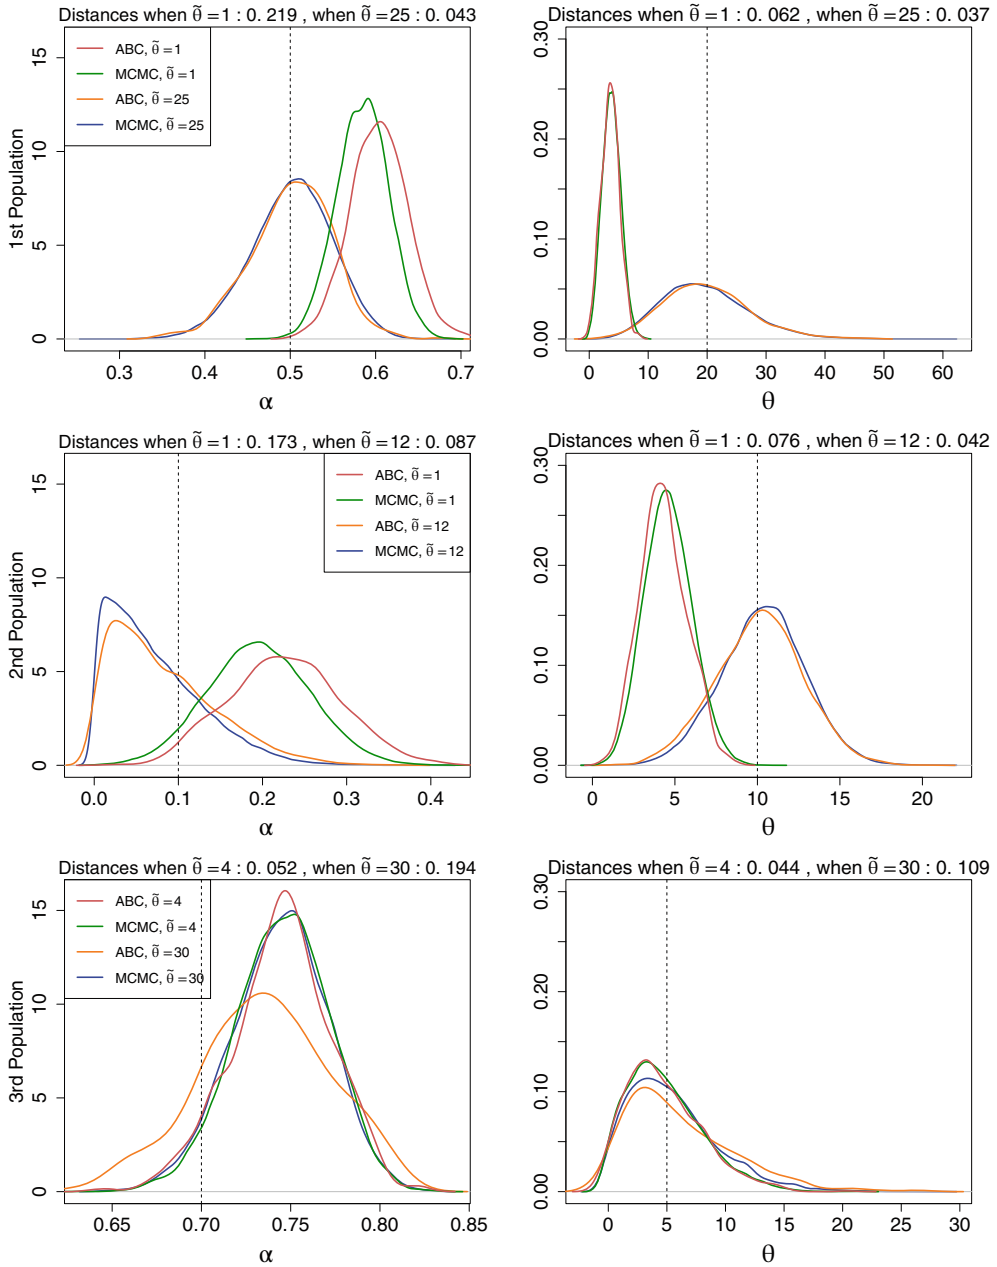 Distances when θ̃ = 1 : 0. 219 , when θ̃ = 25 : 0. 043
1st Population
15
10
5
0
ABC, θ̃ = 1
MCMC, θ̃ = 1
ABC, θ̃ = 25
MCMC, θ̃ = 25
0.3 0.4 0.5 0.6 0.7
α
Distances when θ̃ = 1 : 0. 062 , when θ̃ = 25 : 0. 037
0.30
0.20
0.10
0.00
0 10 20 30 40 50 60
θ
Distances when θ̃ = 1 : 0. 173 , when θ̃ = 12 : 0. 087
2nd Population
15
10
5
0
ABC, θ̃ = 1
MCMC, θ̃ = 1
ABC, θ̃ = 12
MCMC, θ̃ = 12
0.0 0.1 0.2 0.3 0.4
α
Distances when θ̃ = 1 : 0. 076 , when θ̃ = 12 : 0. 042
0.30
0.20
0.10
0.00
0 5 10 15 20
θ
Distances when θ̃ = 4 : 0. 052 , when θ̃ = 30 : 0. 194
3rd Population
15
10
5
0
ABC, θ̃ = 4
MCMC, θ̃ = 4
ABC, θ̃ = 30
MCMC, θ̃ = 30
0.65 0.70 0.75 0.80 0.85
α
Distances when θ̃ = 4 : 0. 044 , when θ̃ = 30 : 0. 109
0.30
0.20
0.10
0.00
0 5 10 15 20 25 30
θ